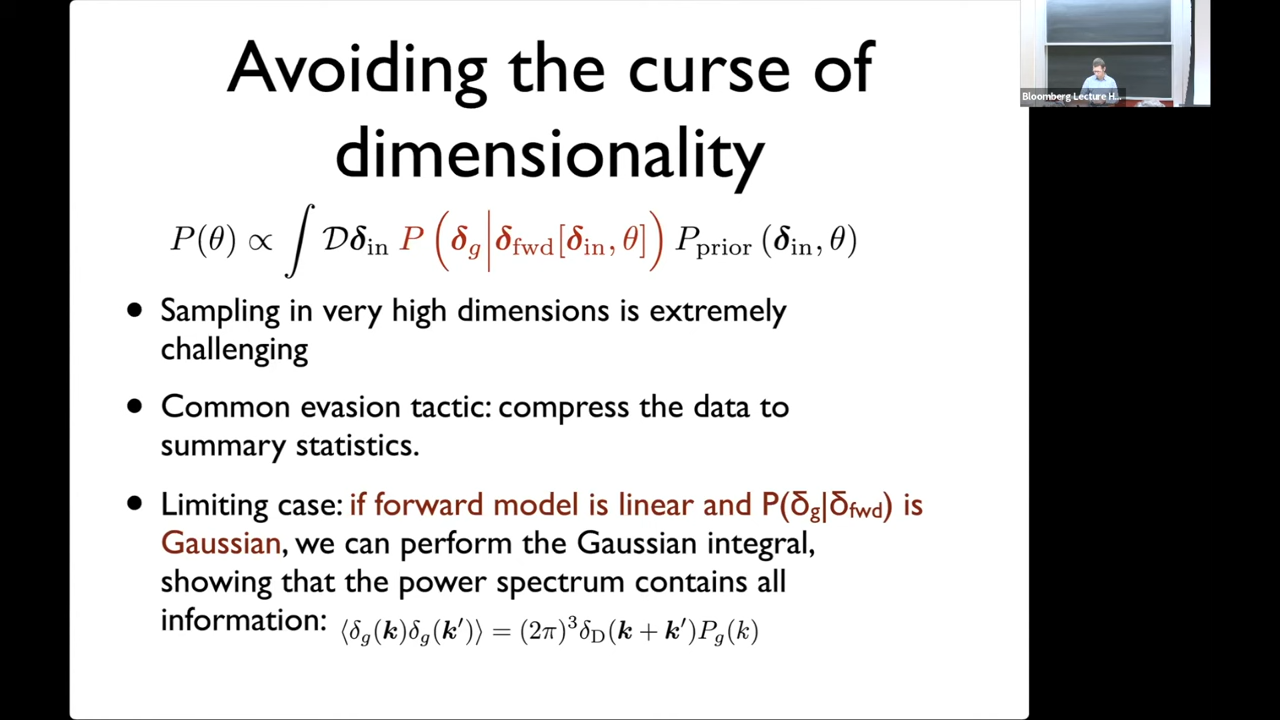 Avoiding the curse of
dimensionality
Bloomberg Lecture H...
P(θ) ∝ ∫ 𝒟δ_in P(δ_g|δ_fwd[δ_in, θ]) P_prior(δ_in, θ)
• Sampling in very high dimensions is extremely
challenging
• Common evasion tactic: compress the data to
summary statistics.
• Limiting case: if forward model is linear and P(δ_g|δ_fwd) is
Gaussian, we can perform the Gaussian integral,
showing that the power spectrum contains all
information: ⟨δ_g(k)δ_g(k′)⟩ = (2π)³δ_D(k + k′)P_g(k)